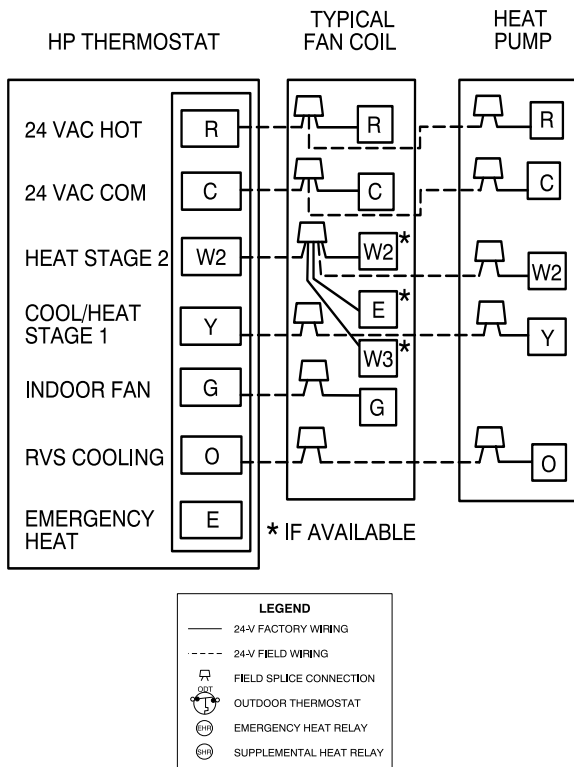 HP THERMOSTAT
TYPICAL
FAN COIL
HEAT
PUMP
24 VAC HOT R R R
24 VAC COM C C C
HEAT STAGE 2 W2 W2* W2
E*
COOL/HEAT
STAGE 1 Y Y
W3*
INDOOR FAN G G
RVS COOLING O O
EMERGENCY
HEAT E
* IF AVAILABLE
LEGEND
24-V FACTORY WIRING
24-V FIELD WIRING
FIELD SPLICE CONNECTION
ODT OUTDOOR THERMOSTAT
EHR EMERGENCY HEAT RELAY
SHR SUPPLEMENTAL HEAT RELAY